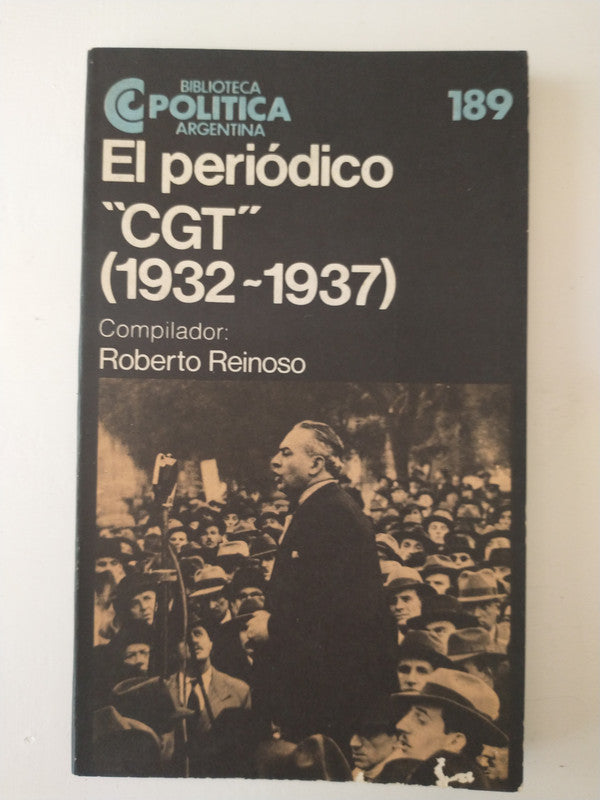 BIBLIOTECA
POLITICA
ARGENTINA
189
El periódico
"CGT"
(1932~1937)
Compilador:
Roberto Reinoso